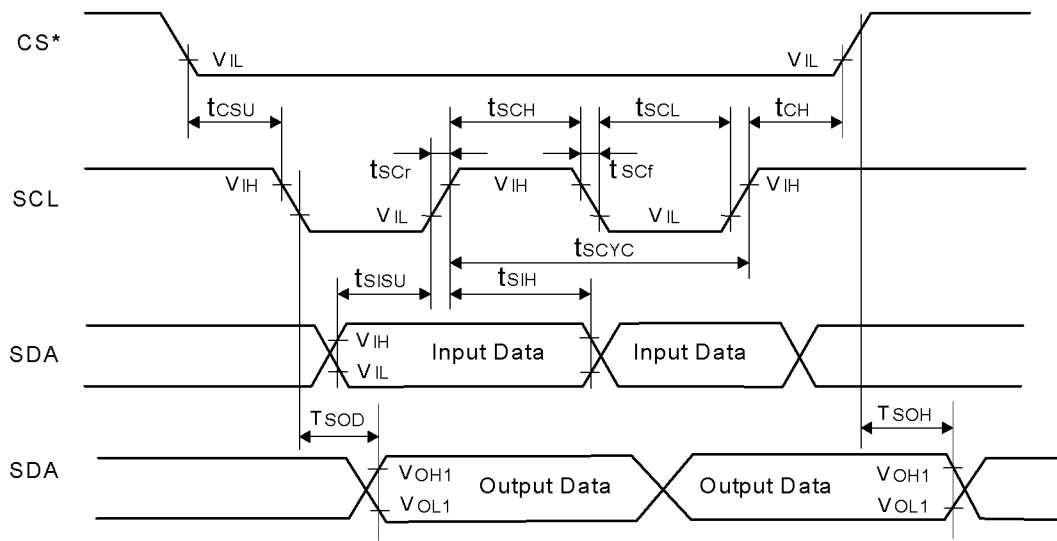 CS*
VIL VIL
tCSU tSCH tSCL tCH
tSCr tSCf
SCL VIH VIH VIH
VIL VIL
tSCYC
tSISU tSIH
SDA VIH Input Data Input Data
VIL
TSOD TSOH
SDA VOH1 Output Data Output Data VOH1
VOL1 VOL1